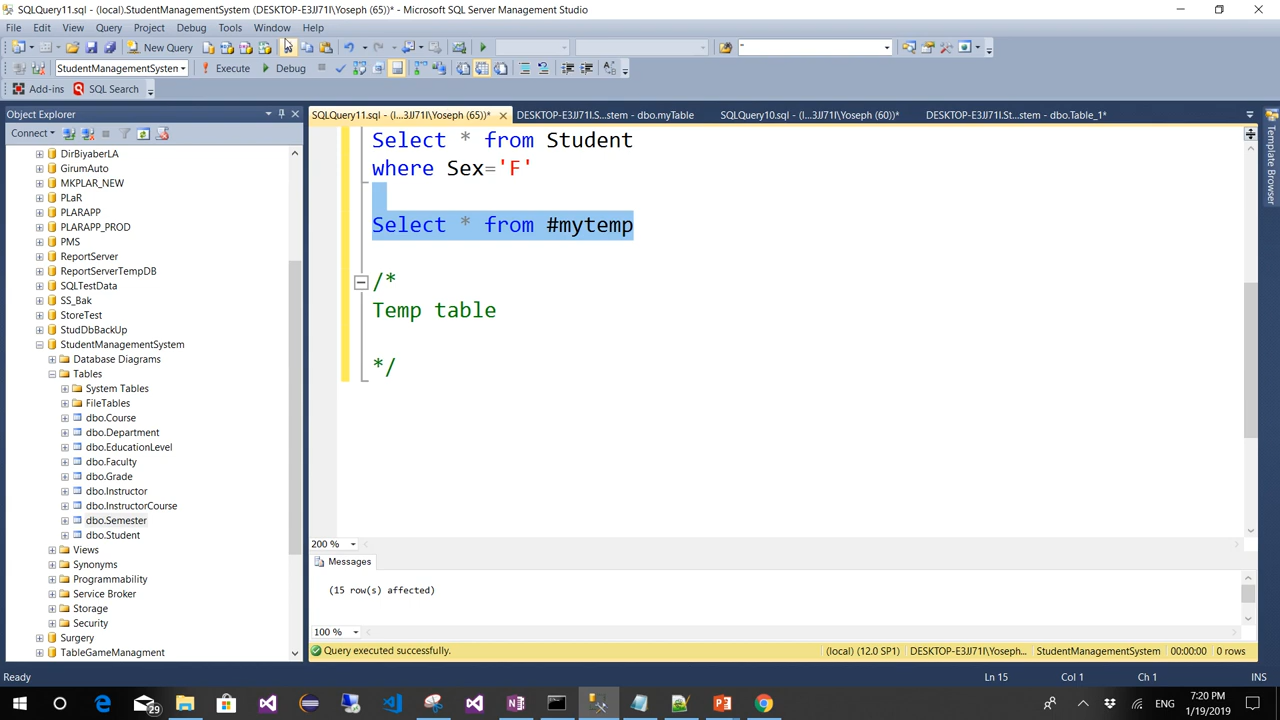 SQLQuery11.sql - (local).StudentManagementSystem (DESKTOP-E3JJ71I\Yoseph (65))* - Microsoft SQL Server Management Studio
File Edit View Query Project Debug Tools Window Help
New Query
StudentManagementSystem Execute Debug
Add-ins SQL Search
Object Explorer
SQLQuery11.sql - (l...3JJ71I\Yoseph (65))* DESKTOP-E3JJ71I.S...stem - dbo.myTable SQLQuery10.sql - (l...3JJ71I\Yoseph (60))* DESKTOP-E3JJ71I.St...stem - dbo.Table_1*
Connect
DirBiyaberLA
GirumAuto
MKPLAR_NEW
PLaR
PLARAPP
PLARAPP_PROD
PMS
ReportServer
ReportServerTempDB
SQLTestData
SS_Bak
StoreTest
StudDbBackUp
StudentManagementSystem
Database Diagrams
Tables
System Tables
FileTables
dbo.Course
dbo.Department
dbo.EducationLevel
dbo.Faculty
dbo.Grade
dbo.Instructor
dbo.InstructorCourse
dbo.Semester
dbo.Student
Views
Synonyms
Programmability
Service Broker
Storage
Security
Surgery
TableGameManagment
Select * from Student
where Sex='F'
Select * from #mytemp
/*
Temp table
*/
200 %
Messages
(15 row(s) affected)
100 %
Query executed successfully. (local) (12.0 SP1) DESKTOP-E3JJ71I\Yoseph... StudentManagementSystem 00:00:00 0 rows
Ready Ln 15 Col 1 Ch 1 INS
Template Browser
29
ENG
7:20 PM
1/19/2019